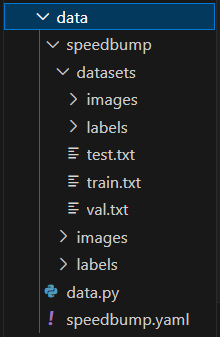 data
speedbump
datasets
images
labels
test.txt
train.txt
val.txt
images
labels
data.py
speedbump.yaml